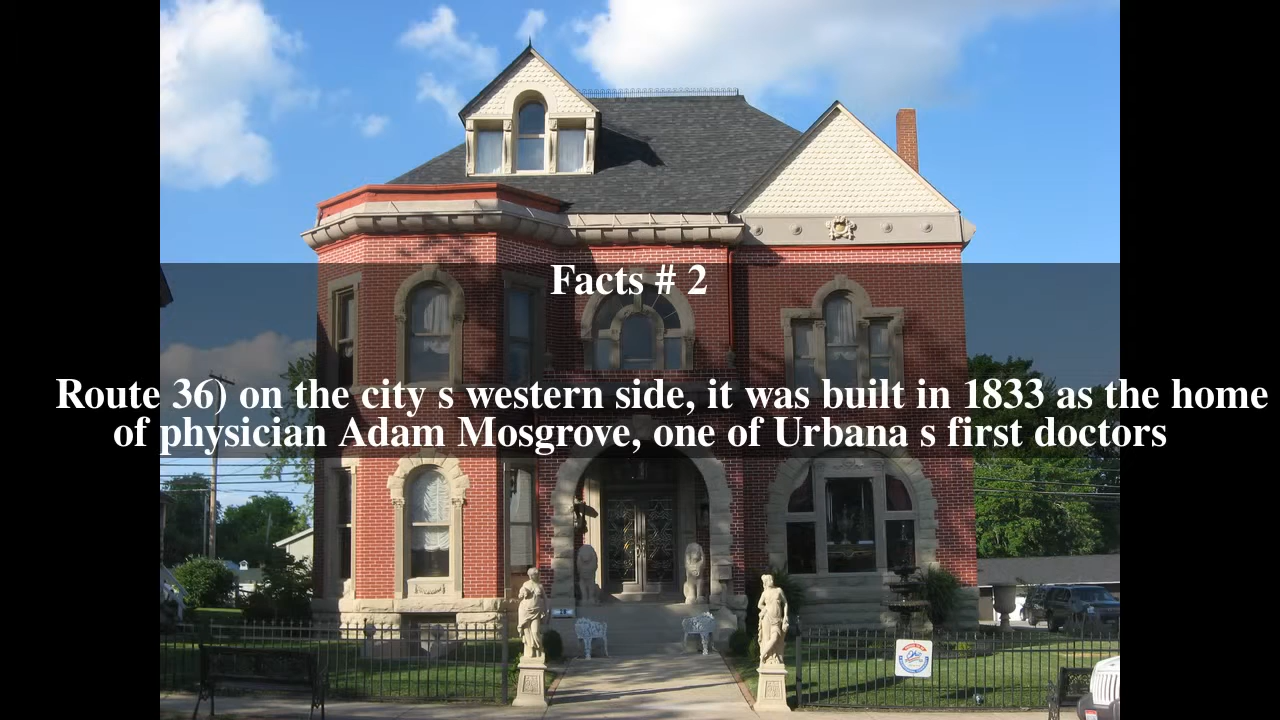 Facts # 2
Route 36) on the city s western side, it was built in 1833 as the home
of physician Adam Mosgrove, one of Urbana s first doctors